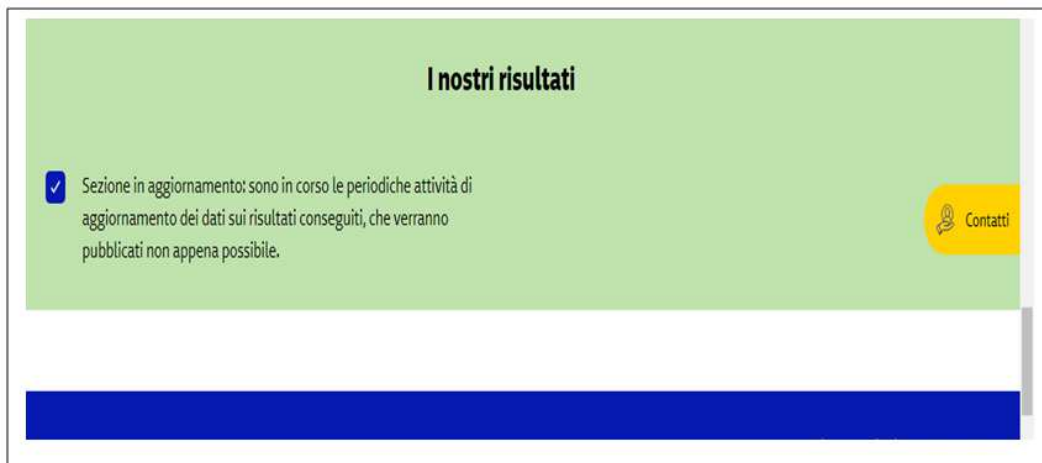 I nostri risultati
Sezione in aggiornamento: sono in corso le periodiche attività di
aggiornamento dei dati sui risultati conseguiti, che verranno
pubblicati non appena possibile.
Contatti